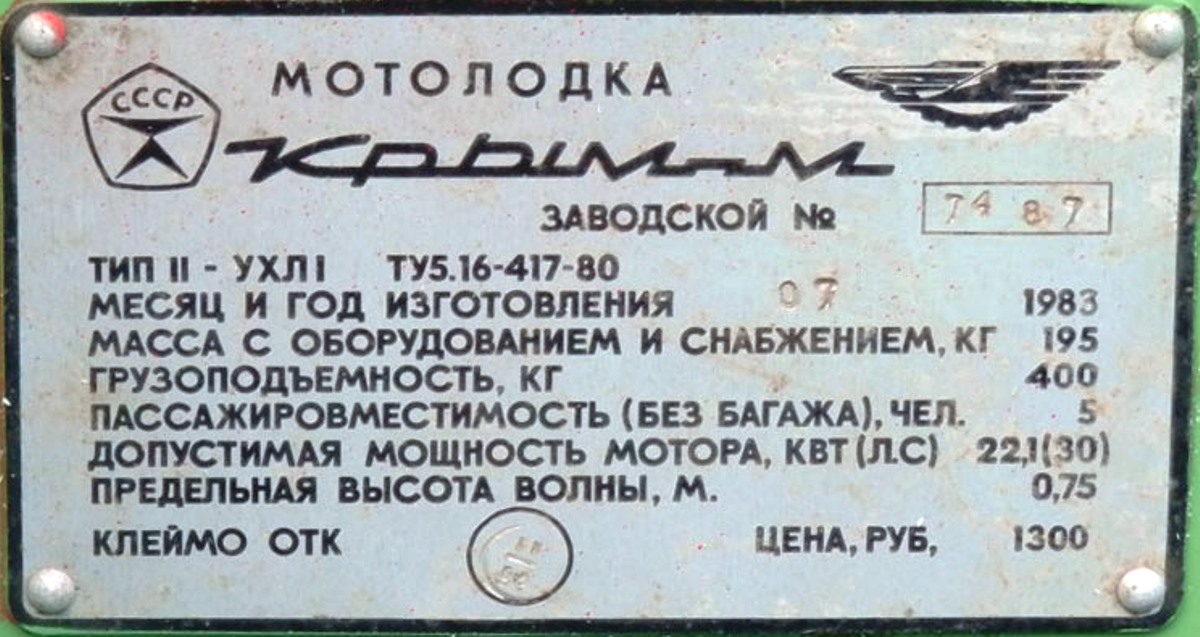 СССР
МОТОЛОДКА
Крым-М
ЗАВОДСКОЙ № 7487
ТИП II - УХЛ1 ТУ5.16-417-80
МЕСЯЦ И ГОД ИЗГОТОВЛЕНИЯ 07 1983
МАССА С ОБОРУДОВАНИЕМ И СНАБЖЕНИЕМ, КГ 195
ГРУЗОПОДЪЕМНОСТЬ, КГ 400
ПАССАЖИРОВМЕСТИМОСТЬ (БЕЗ БАГАЖА), ЧЕЛ. 5
ДОПУСТИМАЯ МОЩНОСТЬ МОТОРА, КВТ (Л.С) 22,1(30)
ПРЕДЕЛЬНАЯ ВЫСОТА ВОЛНЫ, М. 0,75
КЛЕЙМО ОТК ЦЕНА, РУБ, 1300